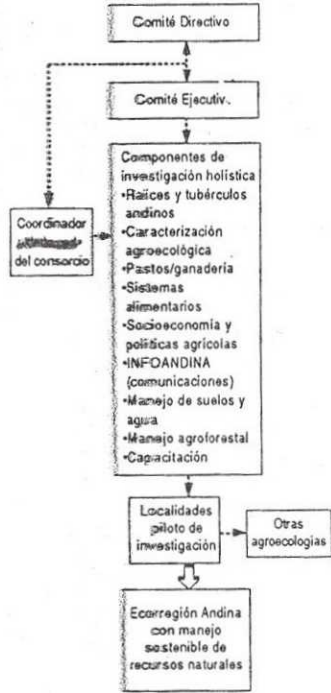 Comité Directivo
Comité Ejecutiv.
Componentes de
investigación holística
•Raíces y tubérculos
andinos
•Caracterización
agroecológica
•Pastos/ganadería
•Sistemas
alimentarios
•Socioeconomía y
políticas agrícolas
•INFOANDINA
(comunicaciones)
•Manejo de suelos y
agua
•Manejo agroforestal
•Capacitación
Coordinador
del consorcio
Localidades
piloto de
investigación
Otras
agroecologías
Ecorregión Andina
con manejo
sostenible de
recursos naturales